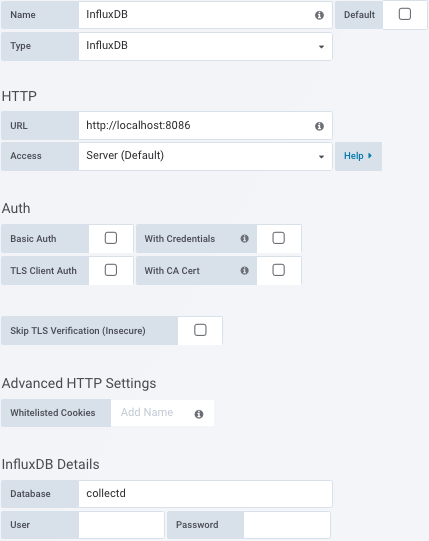 Name InfluxDB Default
Type InfluxDB
HTTP
URL http://localhost:8086
Access Server (Default) Help
Auth
Basic Auth With Credentials
TLS Client Auth With CA Cert
Skip TLS Verification (Insecure)
Advanced HTTP Settings
Whitelisted Cookies Add Name
InfluxDB Details
Database collectd
User Password